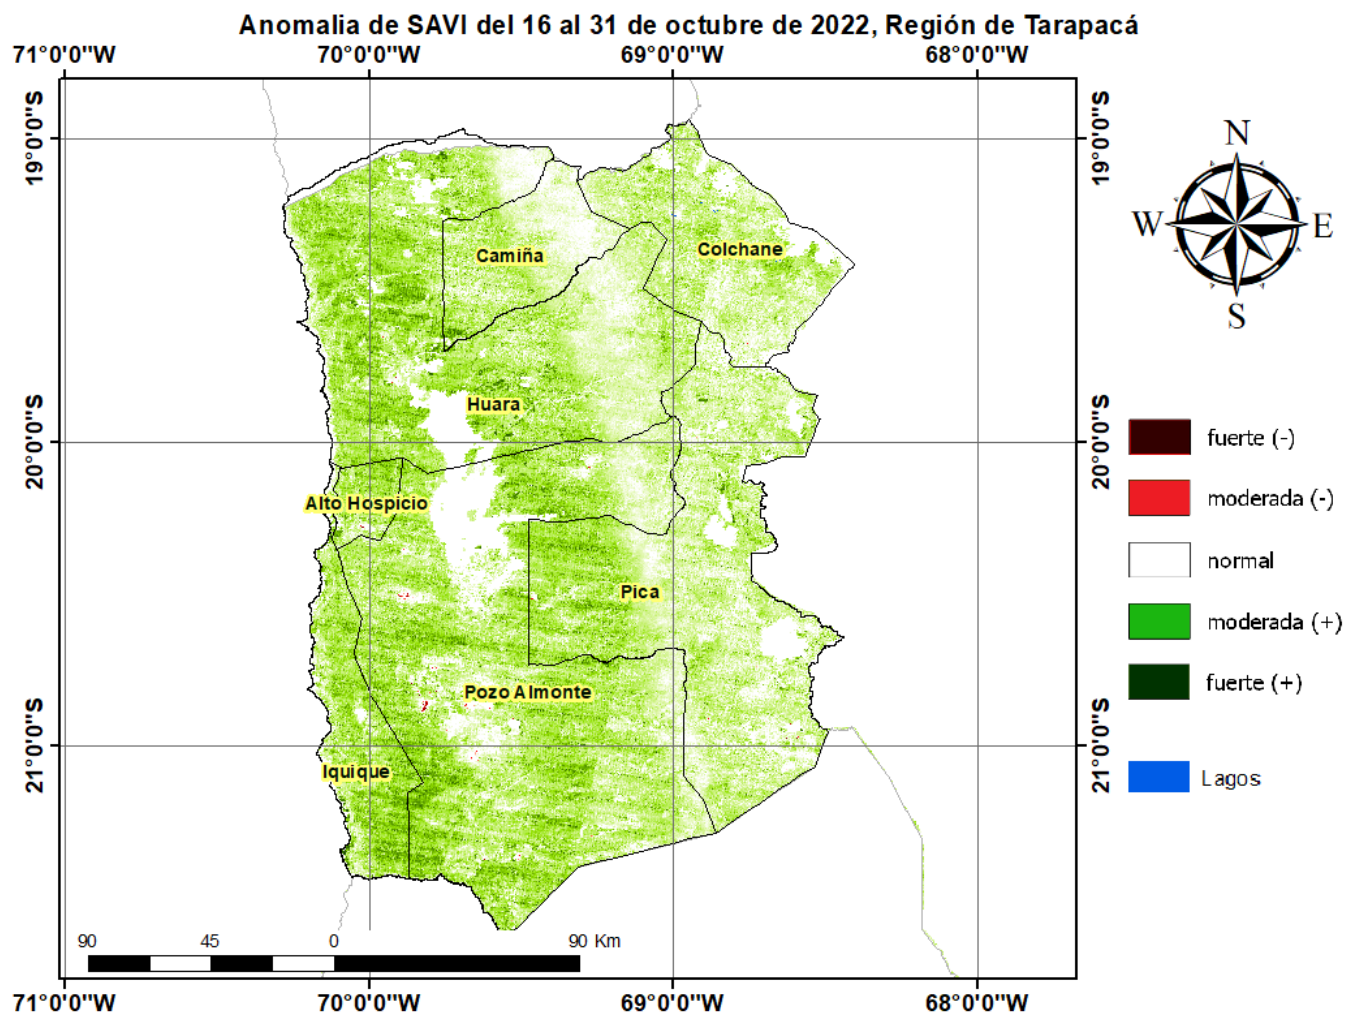 Anomalia de SAVI del 16 al 31 de octubre de 2022, Región de Tarapacá
71°0'0"W 70°0'0"W 69°0'0"W 68°0'0"W
19°0'0"S
19°0'0"S
N
W E
S
Camiña
Colchane
Huara
20°0'0"S
20°0'0"S
fuerte (-)
Alto Hospicio
moderada (-)
normal
Pica
moderada (+)
fuerte (+)
Pozo Almonte
21°0'0"S
21°0'0"S
Iquique
Lagos
90 45 0 90 Km
71°0'0"W 70°0'0"W 69°0'0"W 68°0'0"W